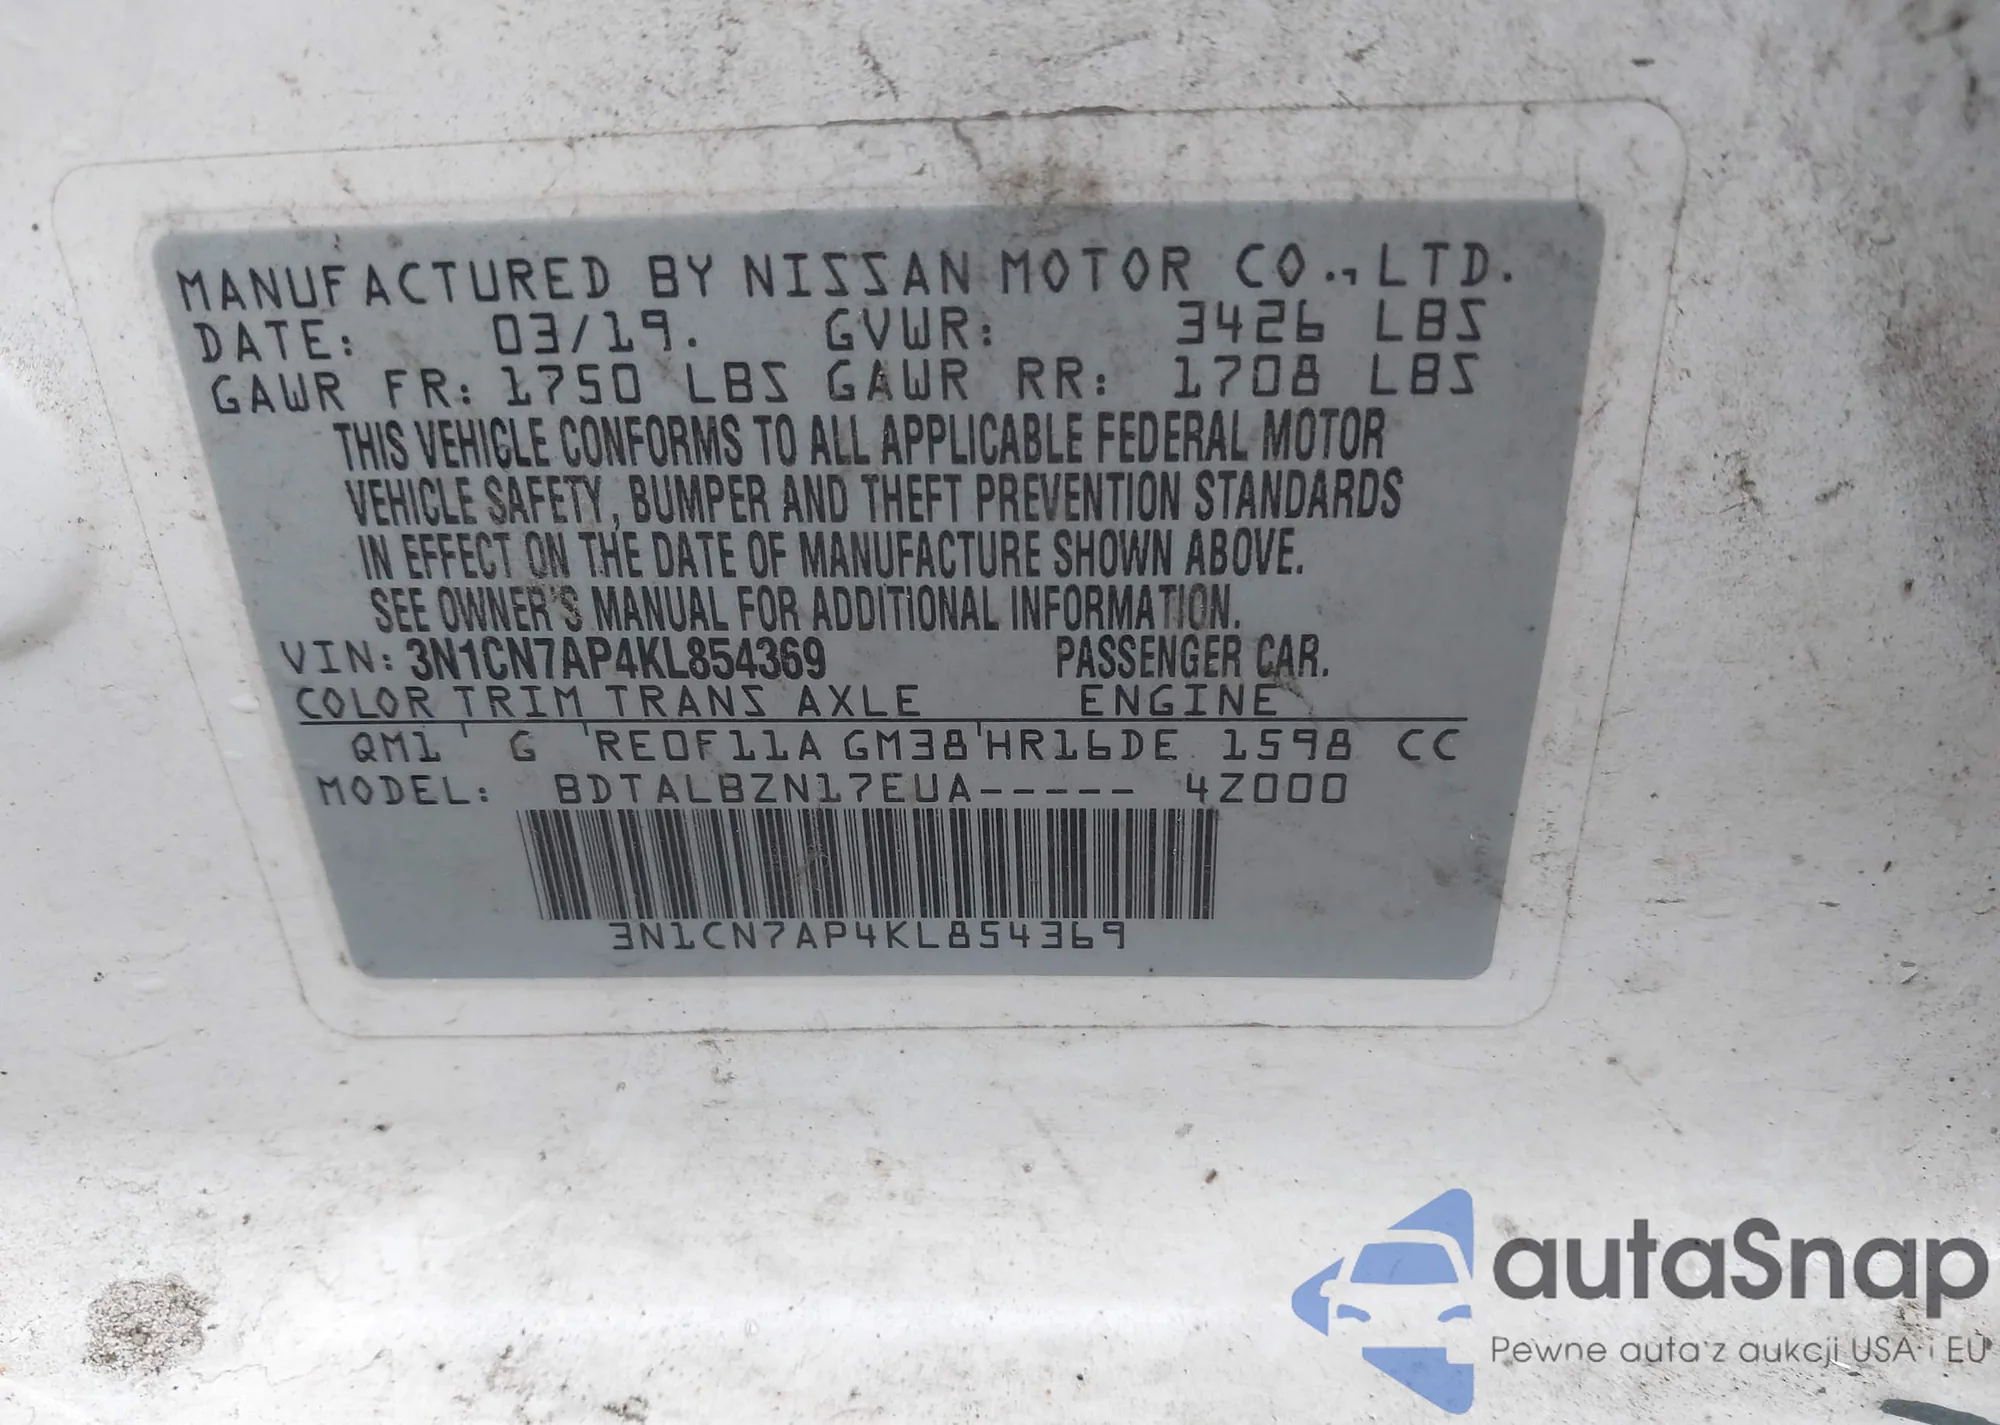 MANUFACTURED BY NISSAN MOTOR CO., LTD.
DATE: 03/19. GVWR: 3426 LBS
GAWR FR: 1750 LBS GAWR RR: 1708 LBS
THIS VEHICLE CONFORMS TO ALL APPLICABLE FEDERAL MOTOR
VEHICLE SAFETY, BUMPER AND THEFT PREVENTION STANDARDS
IN EFFECT ON THE DATE OF MANUFACTURE SHOWN ABOVE.
SEE OWNER'S MANUAL FOR ADDITIONAL INFORMATION.
VIN: 3N1CN7AP4KL854369 PASSENGER CAR.
COLOR TRIM TRANS AXLE ENGINE
QM1 G RE0F11A GM38 HR16DE 1598 CC
MODEL: BDTALBZN17EUA----- 4Z000
3N1CN7AP4KL854369
autaSnap
Pewne auta z aukcji USA i EU